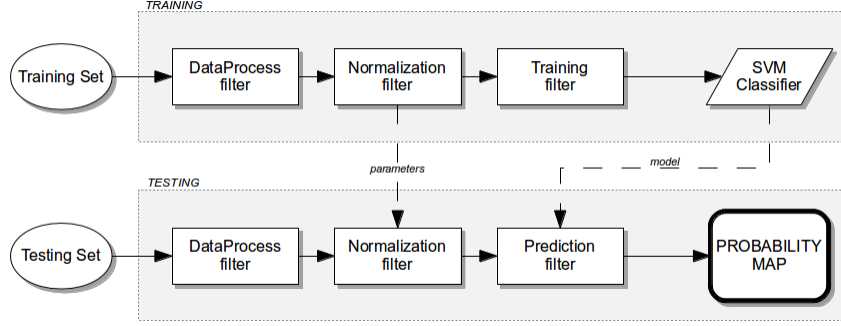 TRAINING
Training Set
DataProcess
filter
Normalization
filter
Training
filter
SVM
Classifier
parameters
model
TESTING
Testing Set
DataProcess
filter
Normalization
filter
Prediction
filter
PROBABILITY
MAP